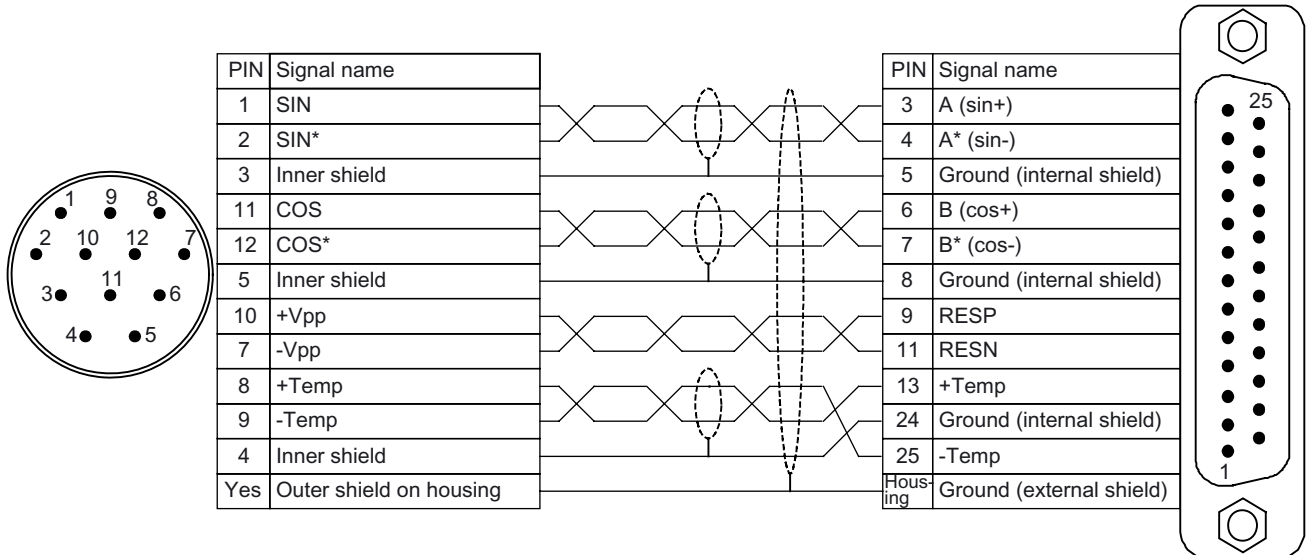 1 9 8
2 10 12 7
11
3 6
4 5
PIN Signal name
1 SIN
2 SIN*
3 Inner shield
11 COS
12 COS*
5 Inner shield
10 +Vpp
7 -Vpp
8 +Temp
9 -Temp
4 Inner shield
Yes Outer shield on housing
PIN Signal name
3 A (sin+)
4 A* (sin-)
5 Ground (internal shield)
6 B (cos+)
7 B* (cos-)
8 Ground (internal shield)
9 RESP
11 RESN
13 +Temp
24 Ground (internal shield)
25 -Temp
Hous-
ing Ground (external shield)
25
1